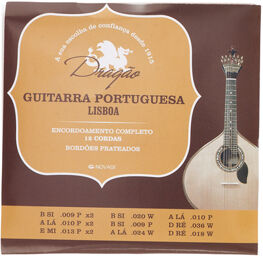 A sua escolha de confiança desde 1915
Dragão
GUITARRA PORTUGUESA
LISBOA
ENCORDOAMENTO COMPLETO
12 CORDAS
BORDÕES PRATEADOS
B SI .009 P x2 B SI .020 W A LÁ .010 P
A LÁ .010 P x2 B SI .009 P D RÉ .036 W
E MI .013 P x2 A LÁ .024 W D RÉ .018 W